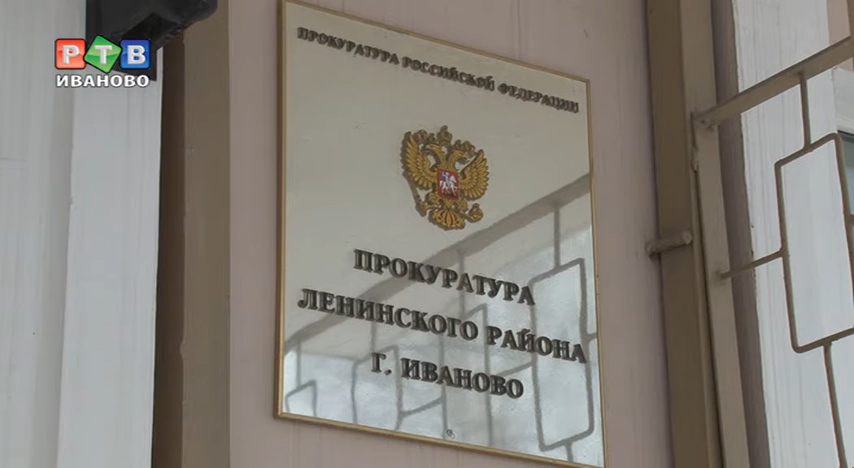 РТВ
ИВАНОВО
ПРОКУРАТУРА РОССИЙСКОЙ ФЕДЕРАЦИИ
ПРОКУРАТУРА
ЛЕНИНСКОГО РАЙОНА
Г. ИВАНОВО